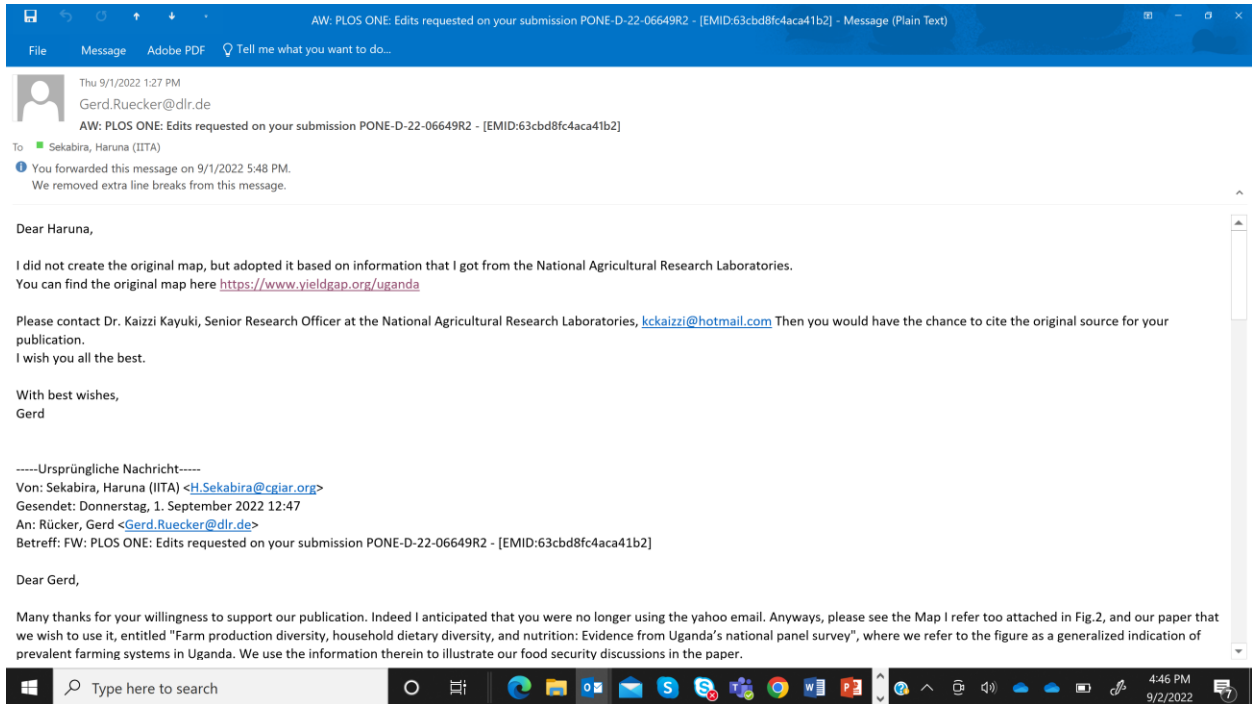 AW: PLOS ONE: Edits requested on your submission PONE-D-22-06649R2 - [EMID:63cbd8fc4aca41b2] - Message (Plain Text)
File Message Adobe PDF Tell me what you want to do...
Thu 9/1/2022 1:27 PM
Gerd.Ruecker@dlr.de
AW: PLOS ONE: Edits requested on your submission PONE-D-22-06649R2 - [EMID:63cbd8fc4aca41b2]
To Sekabira, Haruna (IITA)
You forwarded this message on 9/1/2022 5:48 PM.
We removed extra line breaks from this message.
Dear Haruna,
I did not create the original map, but adopted it based on information that I got from the National Agricultural Research Laboratories.
You can find the original map here https://www.yieldgap.org/uganda
Please contact Dr. Kaizzi Kayuki, Senior Research Officer at the National Agricultural Research Laboratories, kckaizzi@hotmail.com Then you would have the chance to cite the original source for your
publication.
I wish you all the best.
With best wishes,
Gerd
-----Ursprüngliche Nachricht-----
Von: Sekabira, Haruna (IITA) <H.Sekabira@cgiar.org>
Gesendet: Donnerstag, 1. September 2022 12:47
An: Rücker, Gerd <Gerd.Ruecker@dlr.de>
Betreff: FW: PLOS ONE: Edits requested on your submission PONE-D-22-06649R2 - [EMID:63cbd8fc4aca41b2]
Dear Gerd,
Many thanks for your willingness to support our publication. Indeed I anticipated that you were no longer using the yahoo email. Anyways, please see the Map I refer too attached in Fig.2, and our paper that
we wish to use it, entitled "Farm production diversity, household dietary diversity, and nutrition: Evidence from Uganda’s national panel survey", where we refer to the figure as a generalized indication of
prevalent farming systems in Uganda. We use the information therein to illustrate our food security discussions in the paper.
Type here to search
4:46 PM
9/2/2022